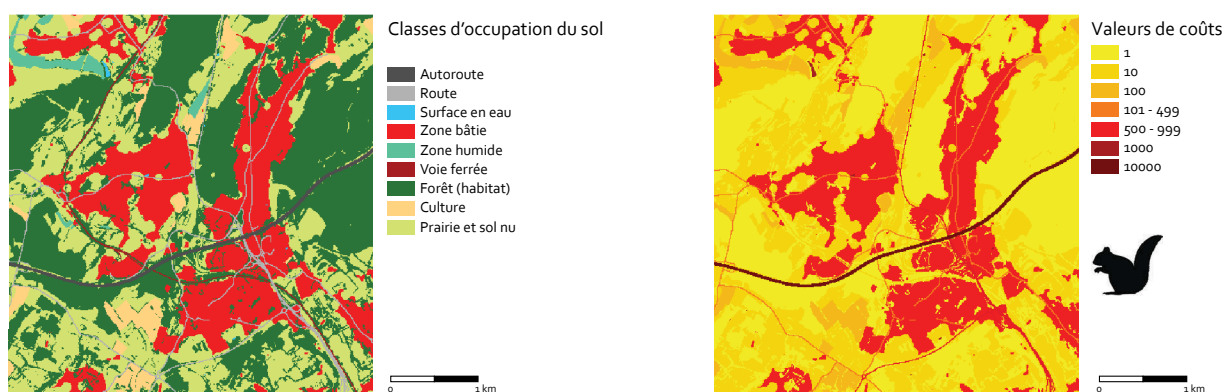 Classes d’occupation du sol
Autoroute
Route
Surface en eau
Zone bâtie
Zone humide
Voie ferrée
Forêt (habitat)
Culture
Prairie et sol nu
0 1 km
Valeurs de coûts
1
10
100
101 - 499
500 - 999
1000
10000
0 1 km